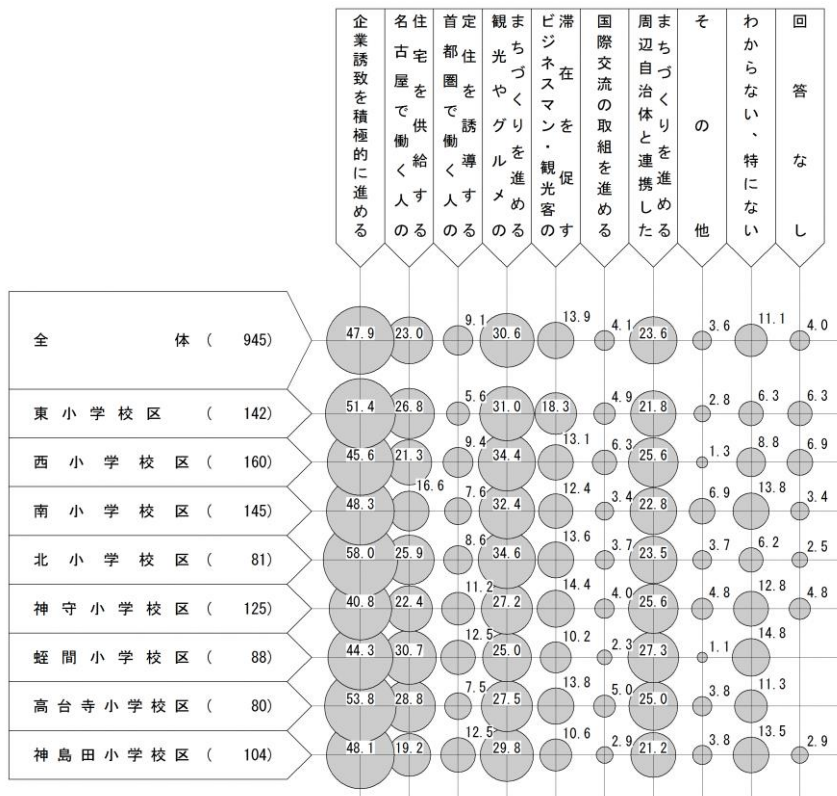 企業誘致を積極的に進める
名古屋で働く人の
住宅を供給する
首都圏で働く人の
定住を誘導する
観光やグルメの
まちづくりを進める
ビジネスマン・観光客の
滞在を促す
国際交流の取組を進める
周辺自治体と連携した
まちづくりを進める
その他
わからない、特にない
回答なし
全体 ( 945) 47.9 23.0 9.1 30.6 13.9 4.1 23.6 3.6 11.1 4.0
東小学校区 ( 142) 51.4 26.8 5.6 31.0 18.3 4.9 21.8 2.8 6.3 6.3
西小学校区 ( 160) 45.6 21.3 9.4 34.4 13.1 6.3 25.6 1.3 8.8 6.9
南小学校区 ( 145) 48.3 16.6 7.6 32.4 12.4 3.4 22.8 6.9 13.8 3.4
北小学校区 ( 81) 58.0 25.9 8.6 34.6 13.6 3.7 23.5 3.7 6.2 2.5
神守小学校区 ( 125) 40.8 22.4 11.2 27.2 14.4 4.0 25.6 4.8 12.8 4.8
蛭間小学校区 ( 88) 44.3 30.7 12.5 25.0 10.2 2.3 27.3 1.1 14.8
高台寺小学校区 ( 80) 53.8 28.8 7.5 27.5 13.8 5.0 25.0 3.8 11.3
神島田小学校区 ( 104) 48.1 19.2 12.5 29.8 10.6 2.9 21.2 3.8 13.5 2.9